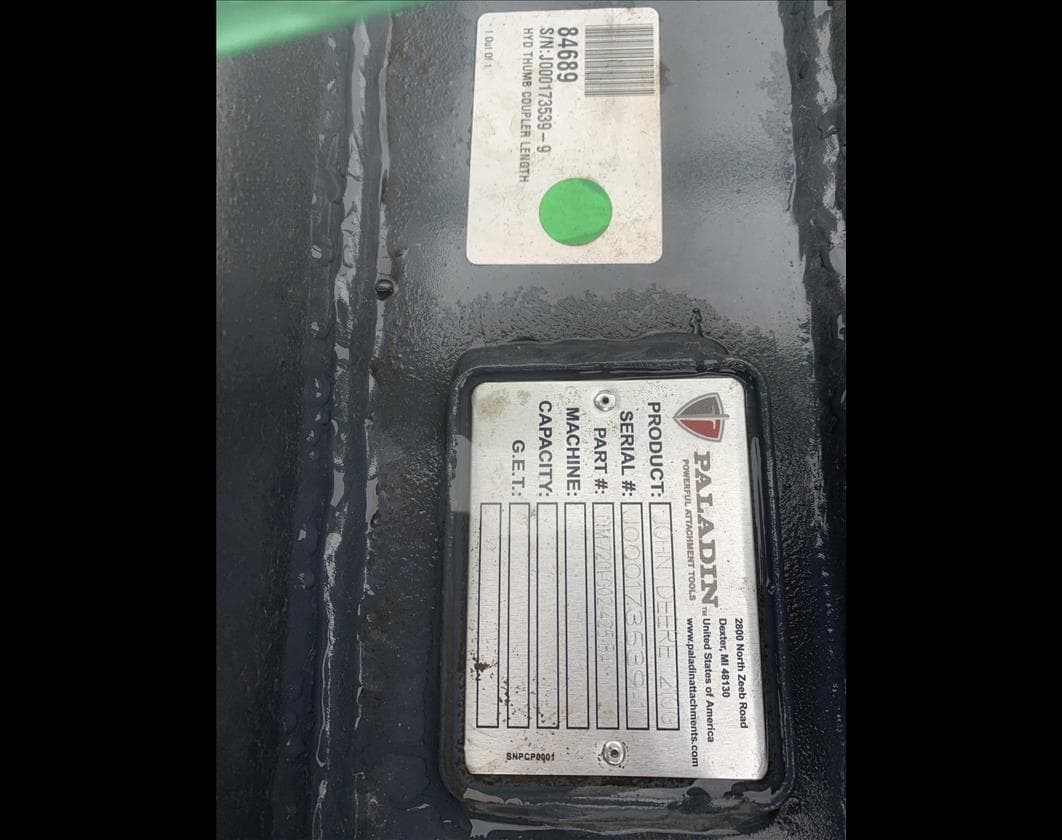 84689
S/N:J000173539-9
HYD THUMB COUPLER LENGTH
1 Out Of 1
PALADIN™
POWERFUL ATTACHMENT TOOLS
2800 North Zeeb Road
Dexter, MI 48130
United States of America
www.paladinattachments.com
PRODUCT: JOHN DEERE
SERIAL #: J000173539-1
PART #:
MACHINE:
CAPACITY:
G.E.T.:
SNPCP0001